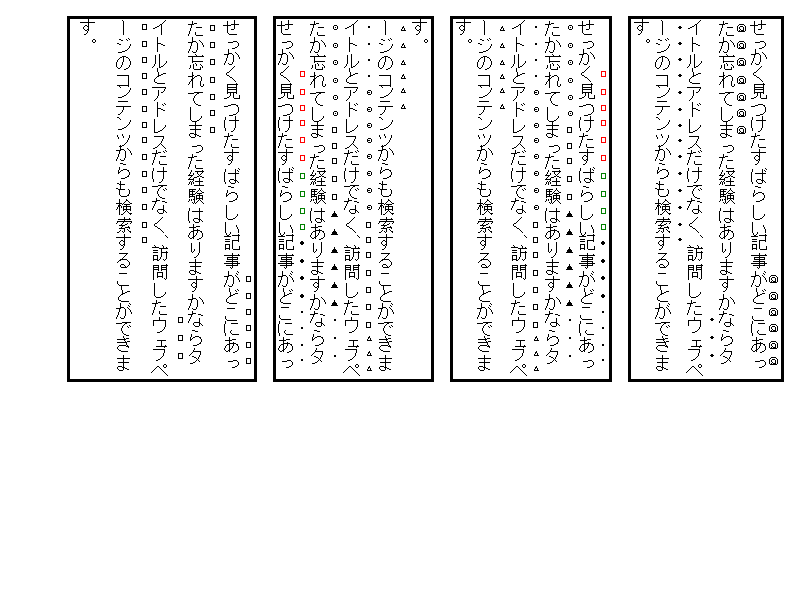 せっかく見つけたすばらしい記事がどこにあっ
たか忘れてしまった経験はありますかならタ
イトルとアドレスだけでなく、訪問したウェブペ
ージのコンテンツからも検索することができま
す。
せっかく見つけたすばらしい記事がどこにあっ
たか忘れてしまった経験はありますかならタ
イトルとアドレスだけでなく、訪問したウェブペ
ージのコンテンツからも検索することができま
す。
せっかく見つけたすばらしい記事がどこにあっ
たか忘れてしまった経験はありますかならタ
イトルとアドレスだけでなく、訪問したウェブペ
ージのコンテンツからも検索することができま
す。
せっかく見つけたすばらしい記事がどこにあっ
たか忘れてしまった経験はありますかならタ
イトルとアドレスだけでなく、訪問したウェブペ
ージのコンテンツからも検索することができま
す。